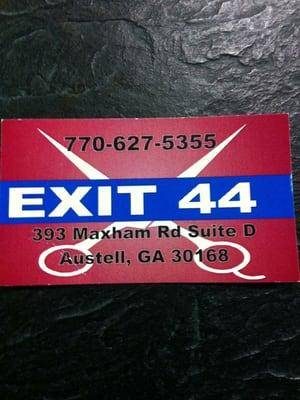 770-627-5355
EXIT 44
393 Maxham Rd Suite D
Austell, GA 30168